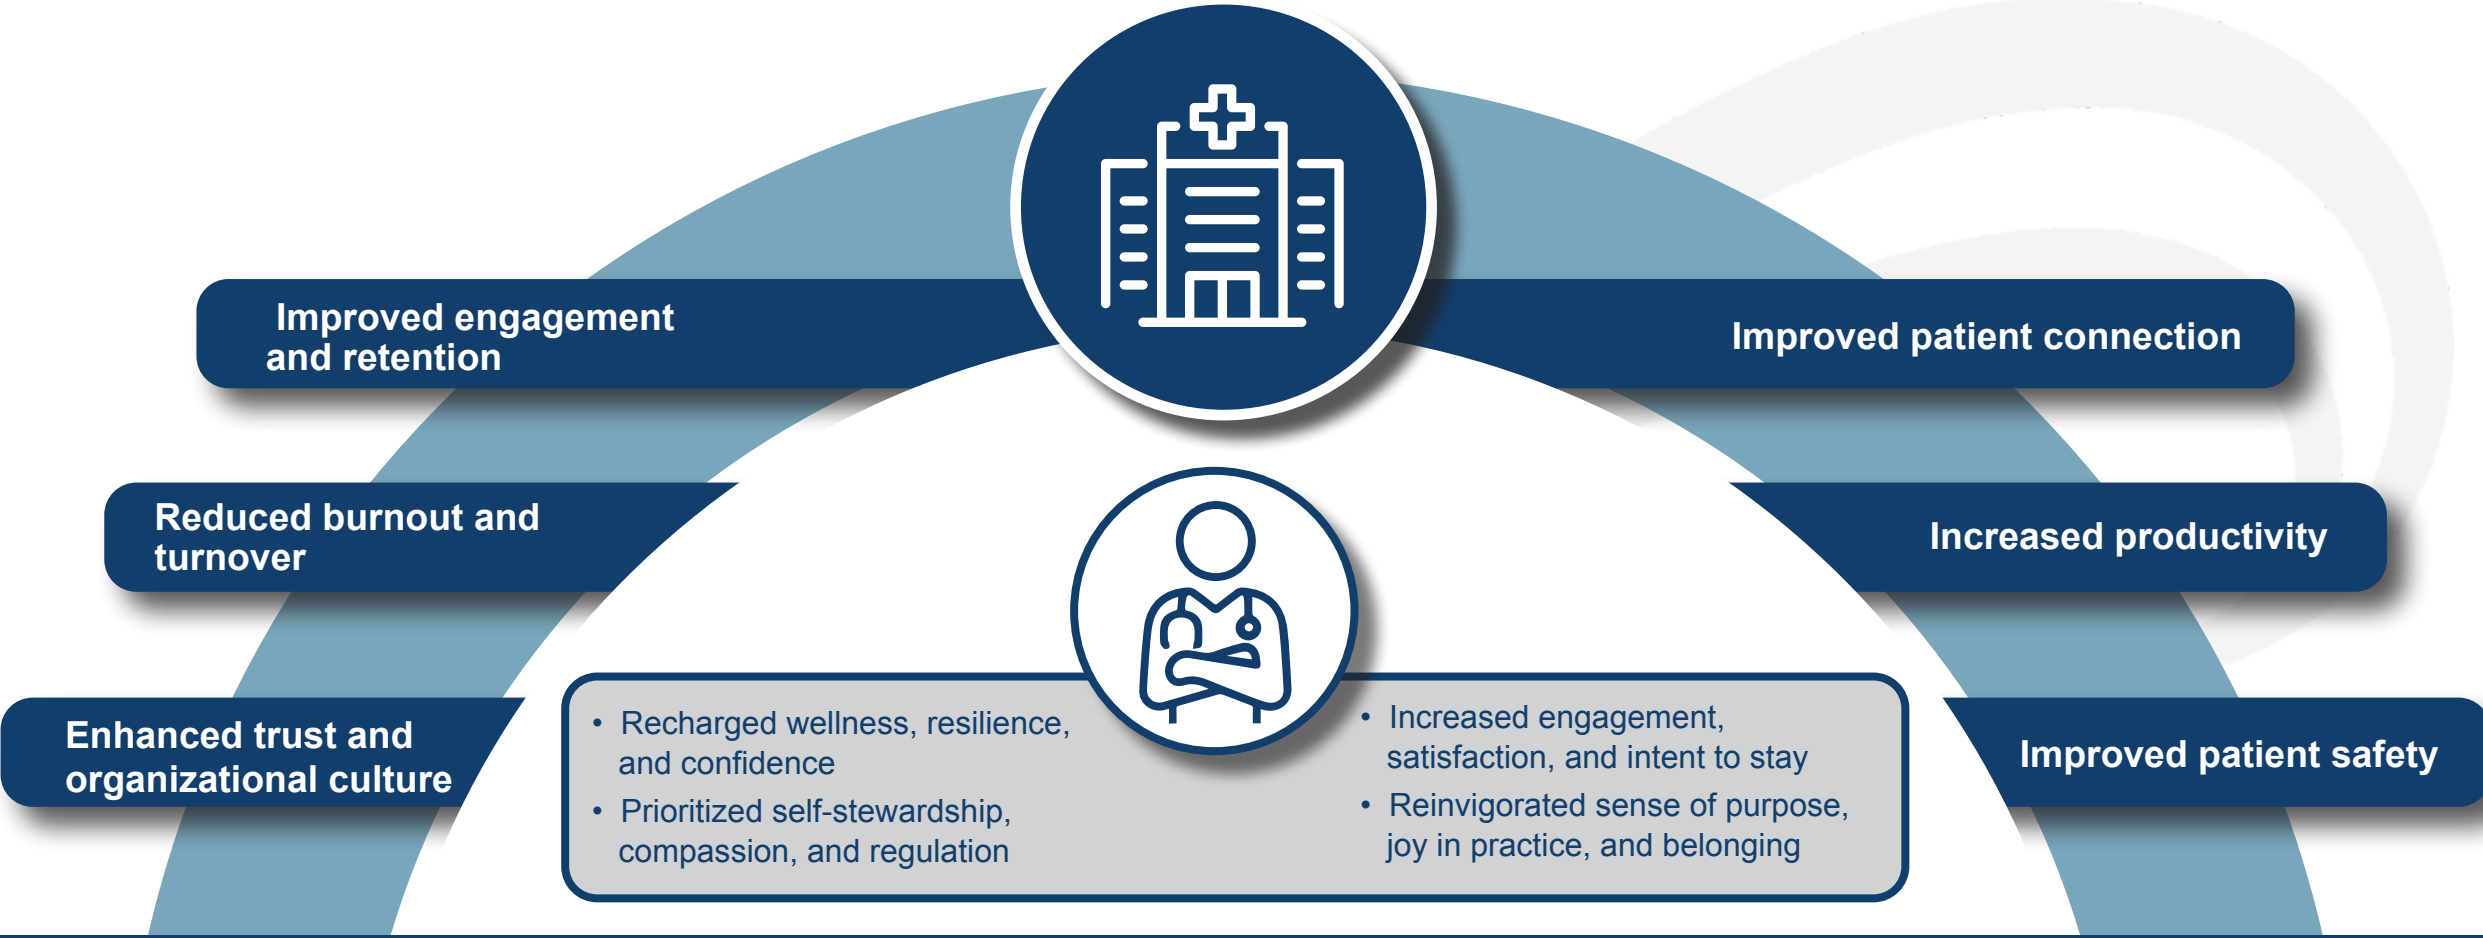 Improved engagement
and retention
Improved patient connection
Reduced burnout and
turnover
Increased productivity
Enhanced trust and
organizational culture
• Recharged wellness, resilience,
and confidence
• Prioritized self-stewardship,
compassion, and regulation
• Increased engagement,
satisfaction, and intent to stay
• Reinvigorated sense of purpose,
joy in practice, and belonging
Improved patient safety